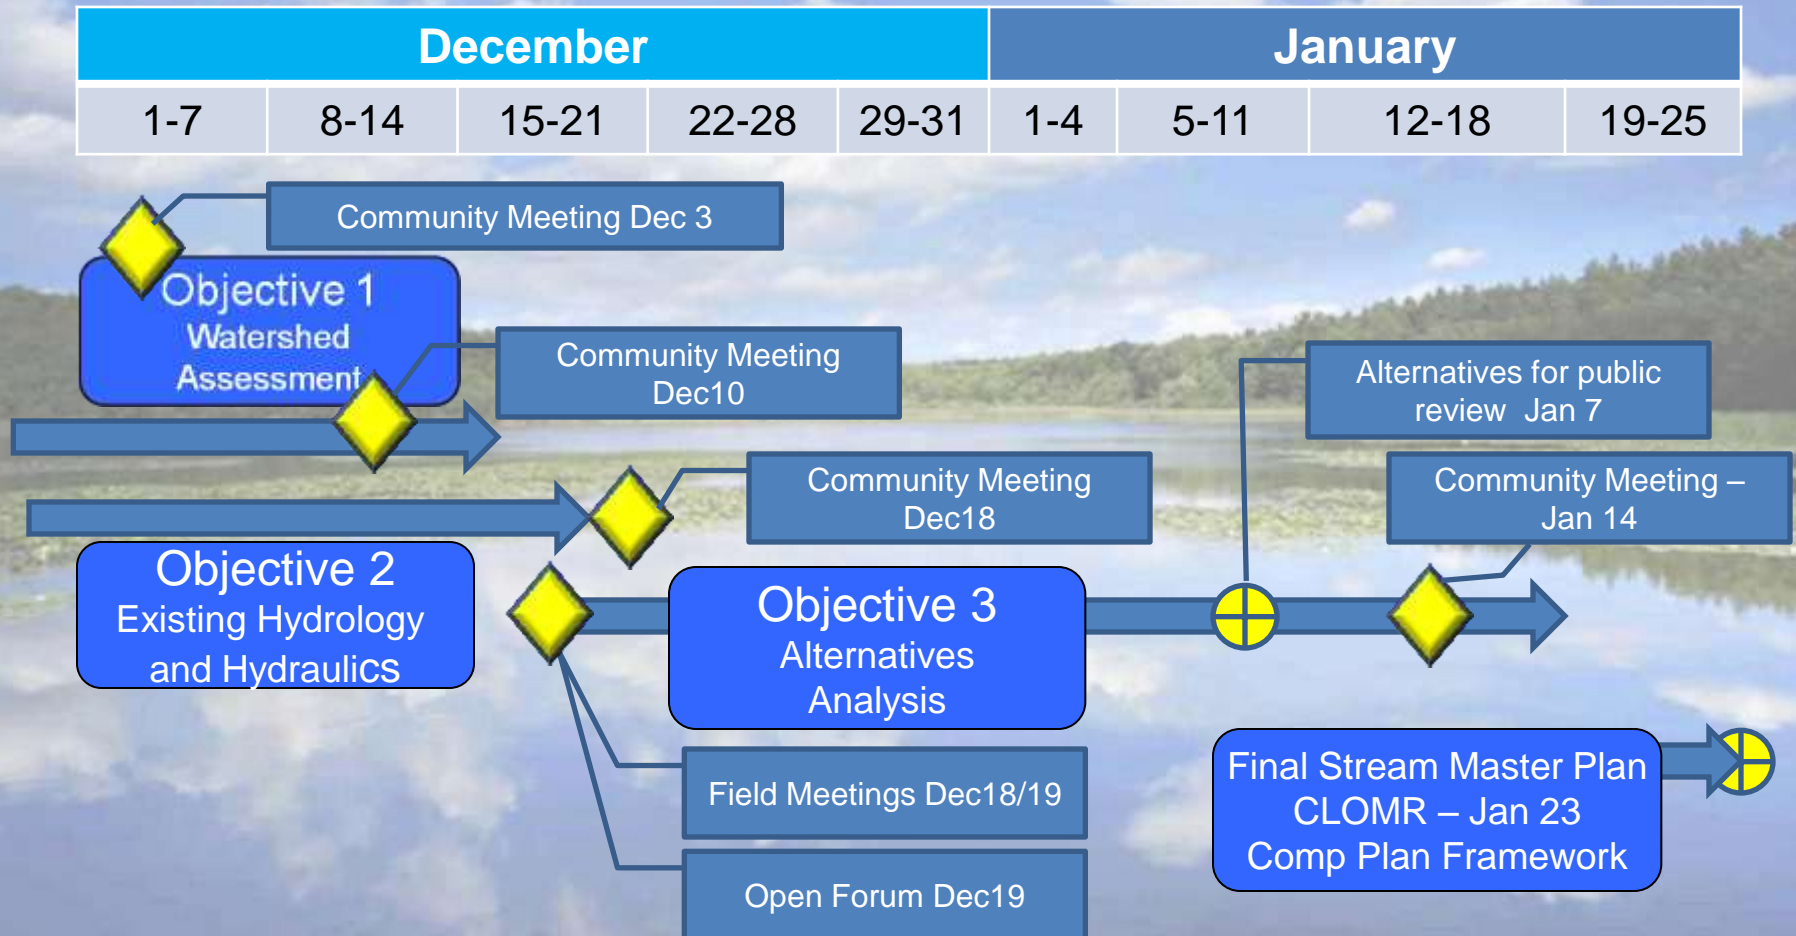 December
January
1-7
8-14
15-21
22-28
29-31
1-4
5-11
12-18
19-25
Community Meeting Dec 3
Objective 1
Watershed
Assessment
Community Meeting
Dec10
Alternatives for public
review Jan 7
Community Meeting
Dec18
Community Meeting –
Jan 14
Objective 2
Existing Hydrology
and Hydraulics
Objective 3
Alternatives
Analysis
Field Meetings Dec18/19
Open Forum Dec19
Final Stream Master Plan
CLOMR – Jan 23
Comp Plan Framework